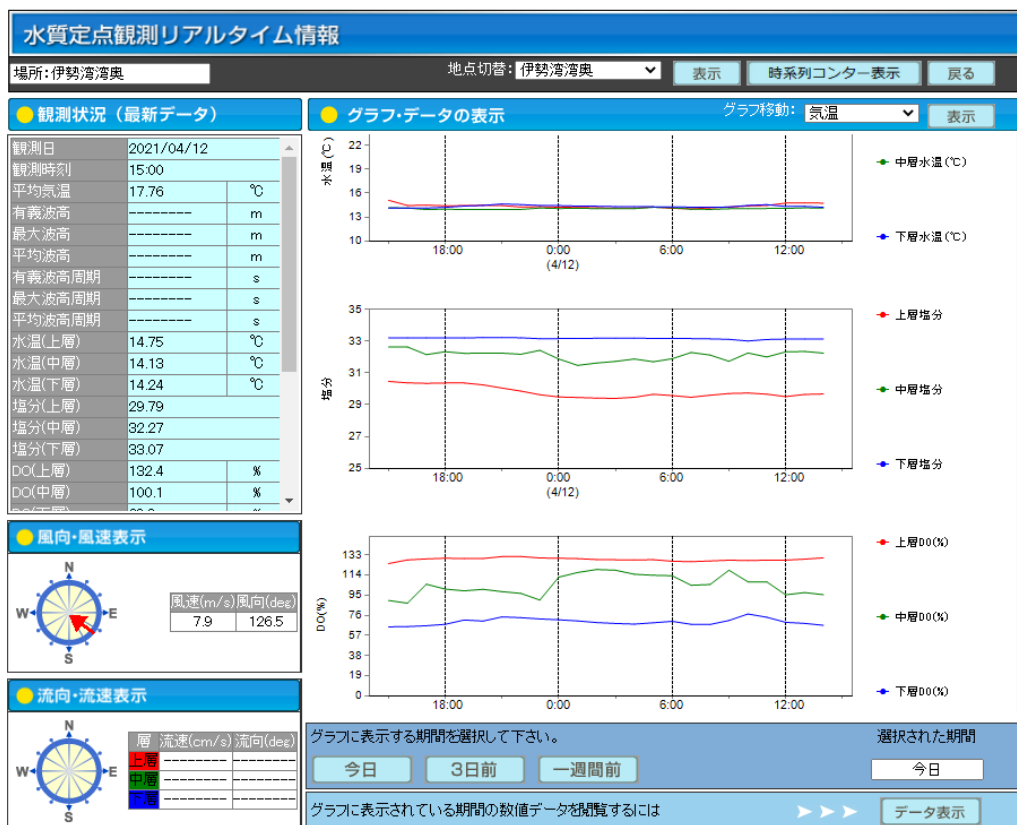 水質定点観測リアルタイム情報
場所:伊勢湾湾奥
地点切替: 伊勢湾湾奥 表示 時系列コンター表示 戻る
観測状況（最新データ）
観測日 2021/04/12
観測時刻 15:00
平均気温 17.76 ℃
有義波高 -------- m
最大波高 -------- m
平均波高 -------- m
有義波高周期 -------- s
最大波高周期 -------- s
平均波高周期 -------- s
水温(上層) 14.75 ℃
水温(中層) 14.13 ℃
水温(下層) 14.24 ℃
塩分(上層) 29.79
塩分(中層) 32.27
塩分(下層) 33.07
DO(上層) 132.4 %
DO(中層) 100.1 %
風向・風速表示
N
W E
S
風速(m/s) 風向(deg)
7.9 126.5
流向・流速表示
N
W E
S
層 流速(cm/s) 流向(deg)
上層 -------- --------
中層 -------- --------
下層 -------- --------
グラフ・データの表示
グラフ移動: 気温 表示
22
19
16
13
10
18:00 0:00 6:00 12:00
(4/12)
中層水温(℃)
下層水温(℃)
塩分
35
33
31
29
27
25
18:00 0:00 6:00 12:00
(4/12)
上層塩分
中層塩分
下層塩分
DO(%)
133
114
95
76
57
38
19
0
18:00 0:00 6:00 12:00
上層DO(%)
中層DO(%)
下層DO(%)
グラフに表示する期間を選択して下さい。
選択された期間
今日 3日前 一週間前 今日
グラフに表示されている期間の数値データを閲覧するには
データ表示